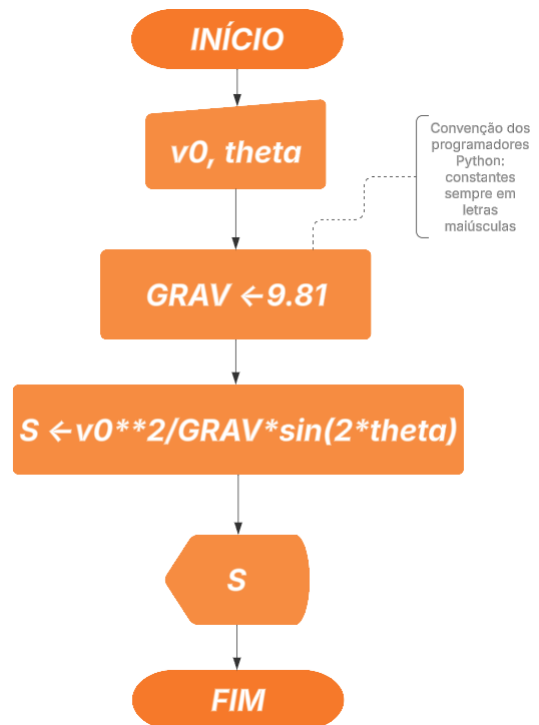 INÍCIO
v0, theta
Convenção dos
programadores
Python:
constantes
sempre em
letras
maiúsculas
GRAV ←9.81
S ←v0**2/GRAV*sin(2*theta)
S
FIM